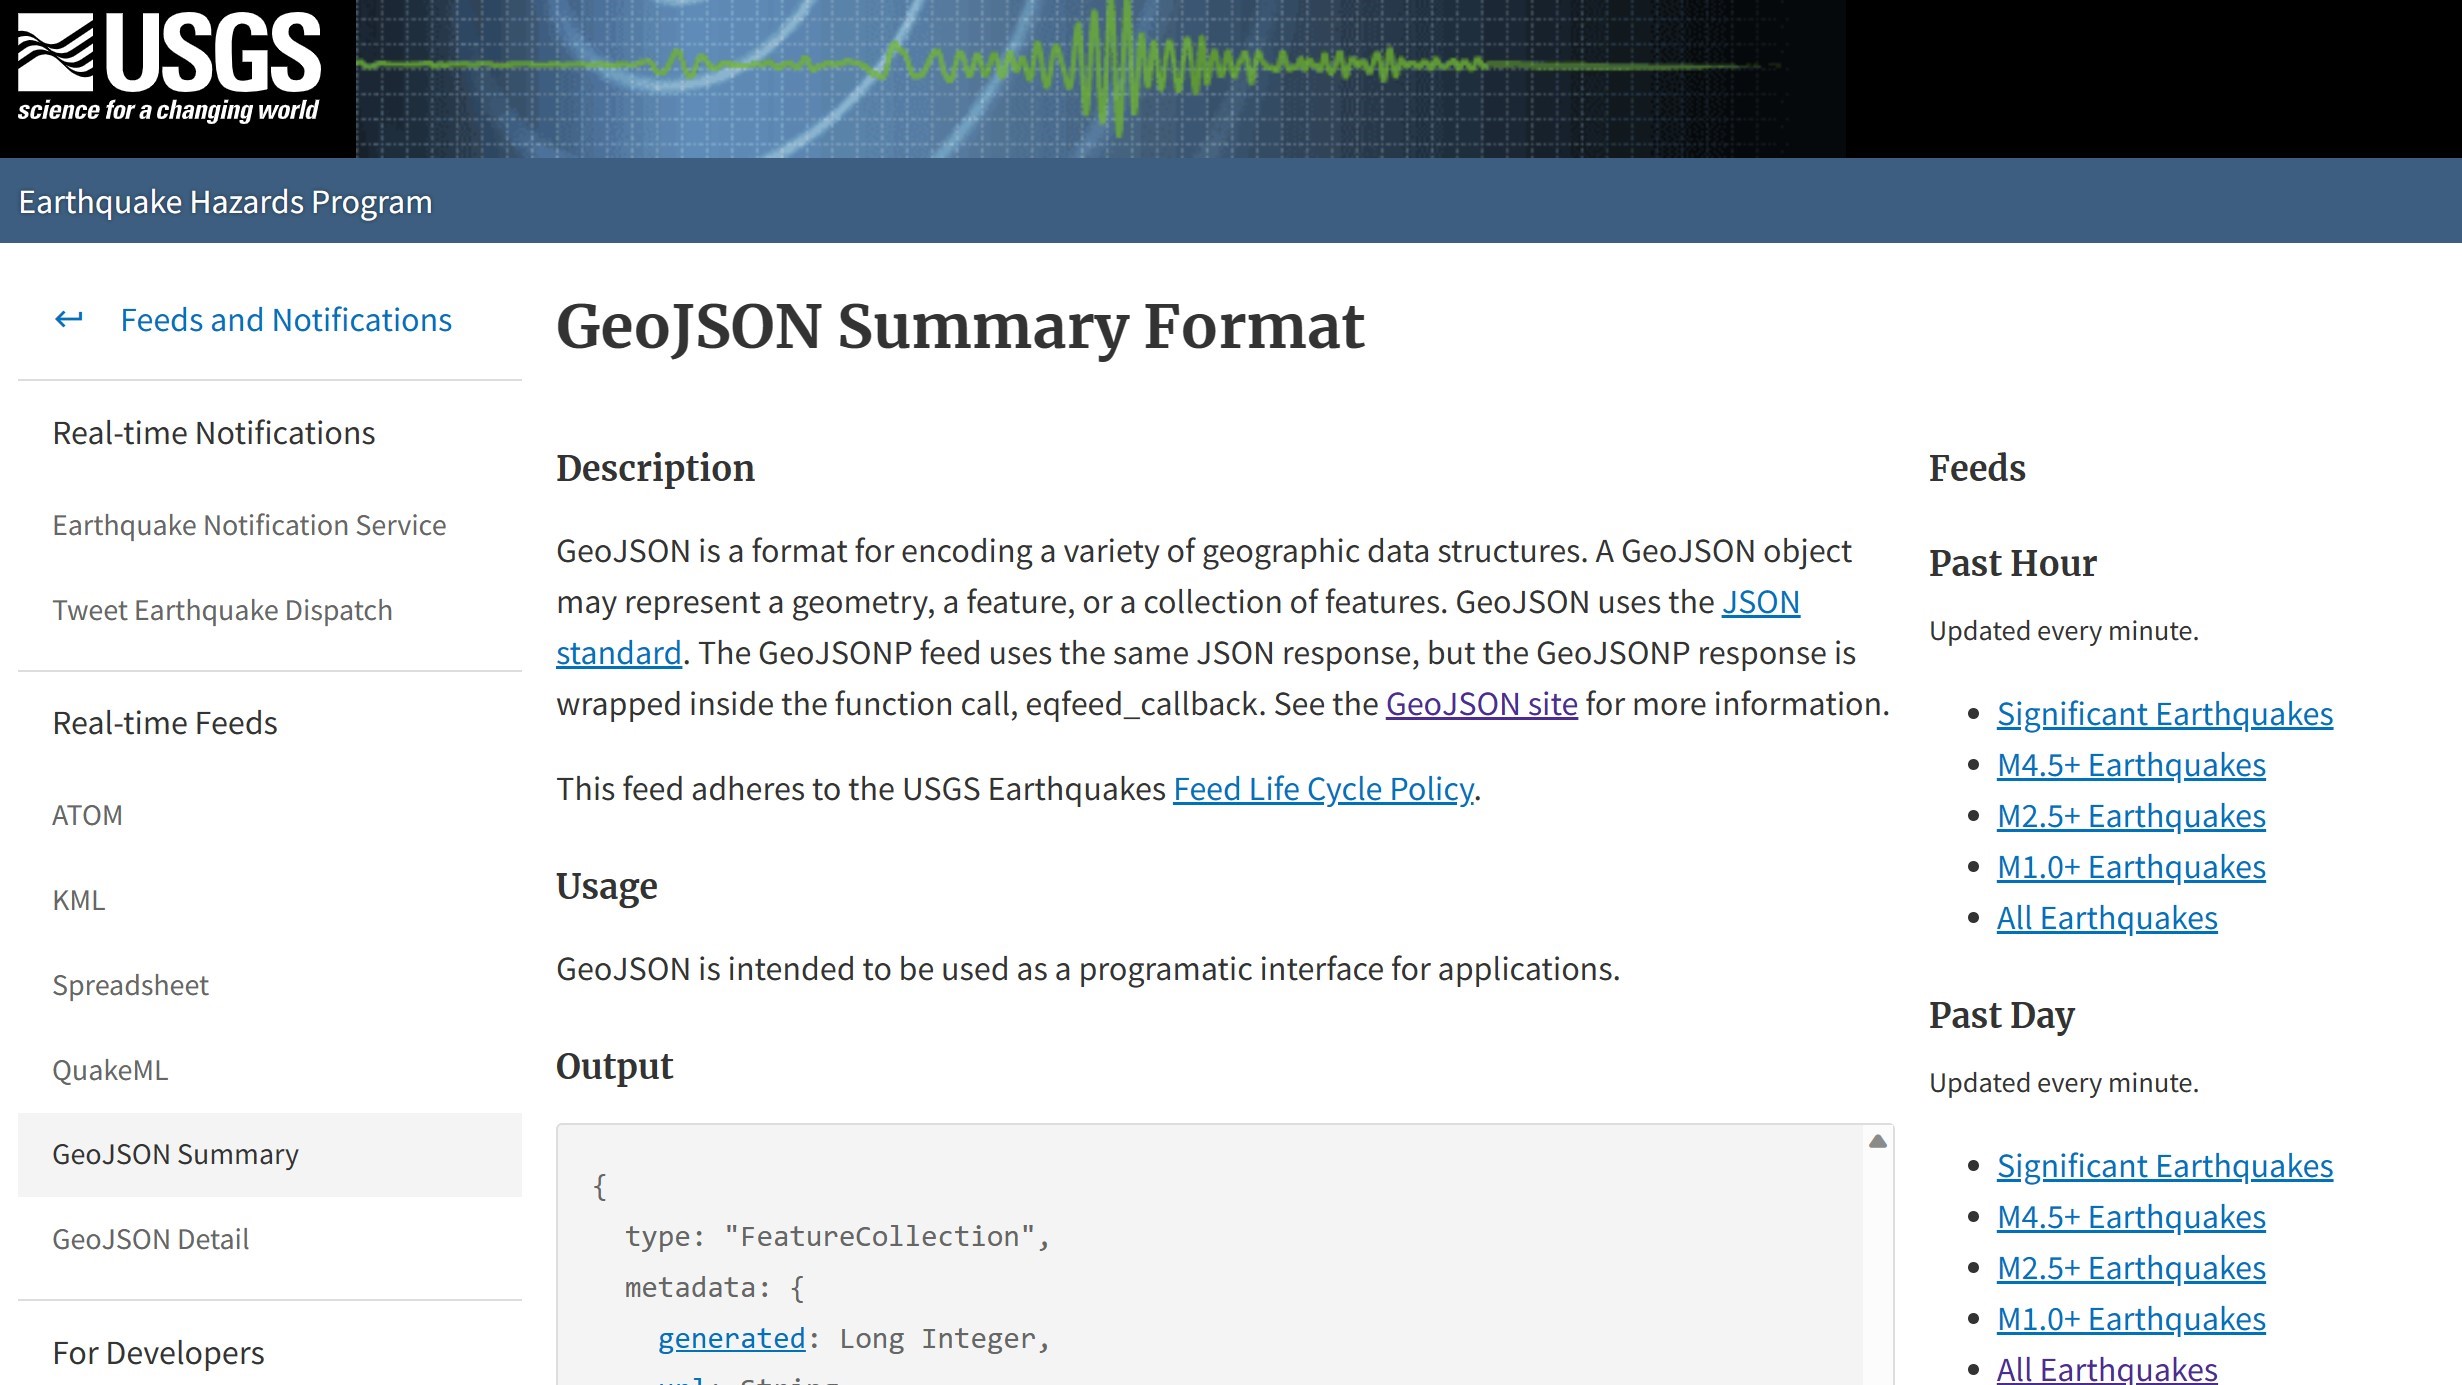 USGS
science for a changing world
Earthquake Hazards Program
Feeds and Notifications
Real-time Notifications
Earthquake Notification Service
Tweet Earthquake Dispatch
Real-time Feeds
ATOM
KML
Spreadsheet
QuakeML
GeoJSON Summary
GeoJSON Detail
For Developers
GeoJSON Summary Format
Description
GeoJSON is a format for encoding a variety of geographic data structures. A GeoJSON object
may represent a geometry, a feature, or a collection of features. GeoJSON uses the JSON
standard. The GeoJSONP feed uses the same JSON response, but the GeoJSONP response is
wrapped inside the function call, eqfeed_callback. See the GeoJSON site for more information.
This feed adheres to the USGS Earthquakes Feed Life Cycle Policy.
Usage
GeoJSON is intended to be used as a programatic interface for applications.
Output
{
type: "FeatureCollection",
metadata: {
generated: Long Integer,
Feeds
Past Hour
Updated every minute.
Significant Earthquakes
M4.5+ Earthquakes
M2.5+ Earthquakes
M1.0+ Earthquakes
All Earthquakes
Past Day
Updated every minute.
Significant Earthquakes
M4.5+ Earthquakes
M2.5+ Earthquakes
M1.0+ Earthquakes
All Earthquakes